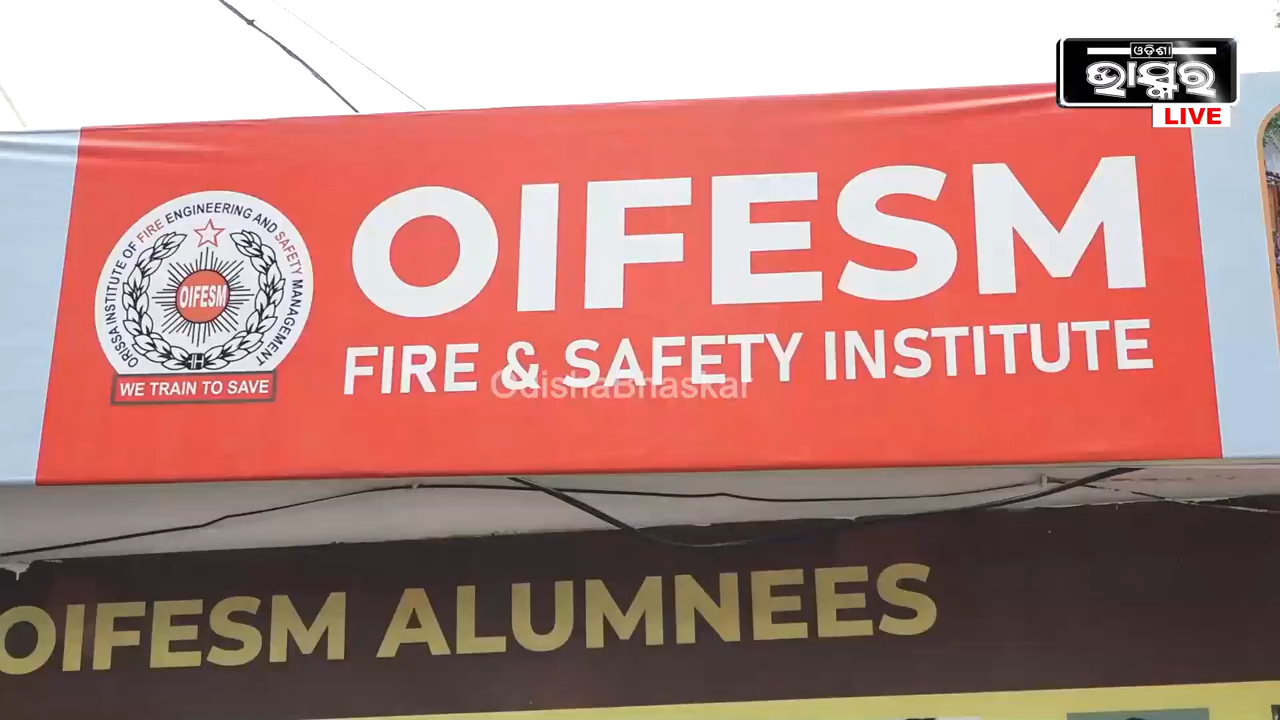 ଓଡ଼ିଶା
ଭାସ୍କର
LIVE
OIFESM
FIRE & SAFETY INSTITUTE
ORISSA INSTITUTE OF FIRE ENGINEERING AND SAFETY MANAGEMENT
OIFESM
WE TRAIN TO SAVE
OdishaBhaskar
OIFESM ALUMNEES